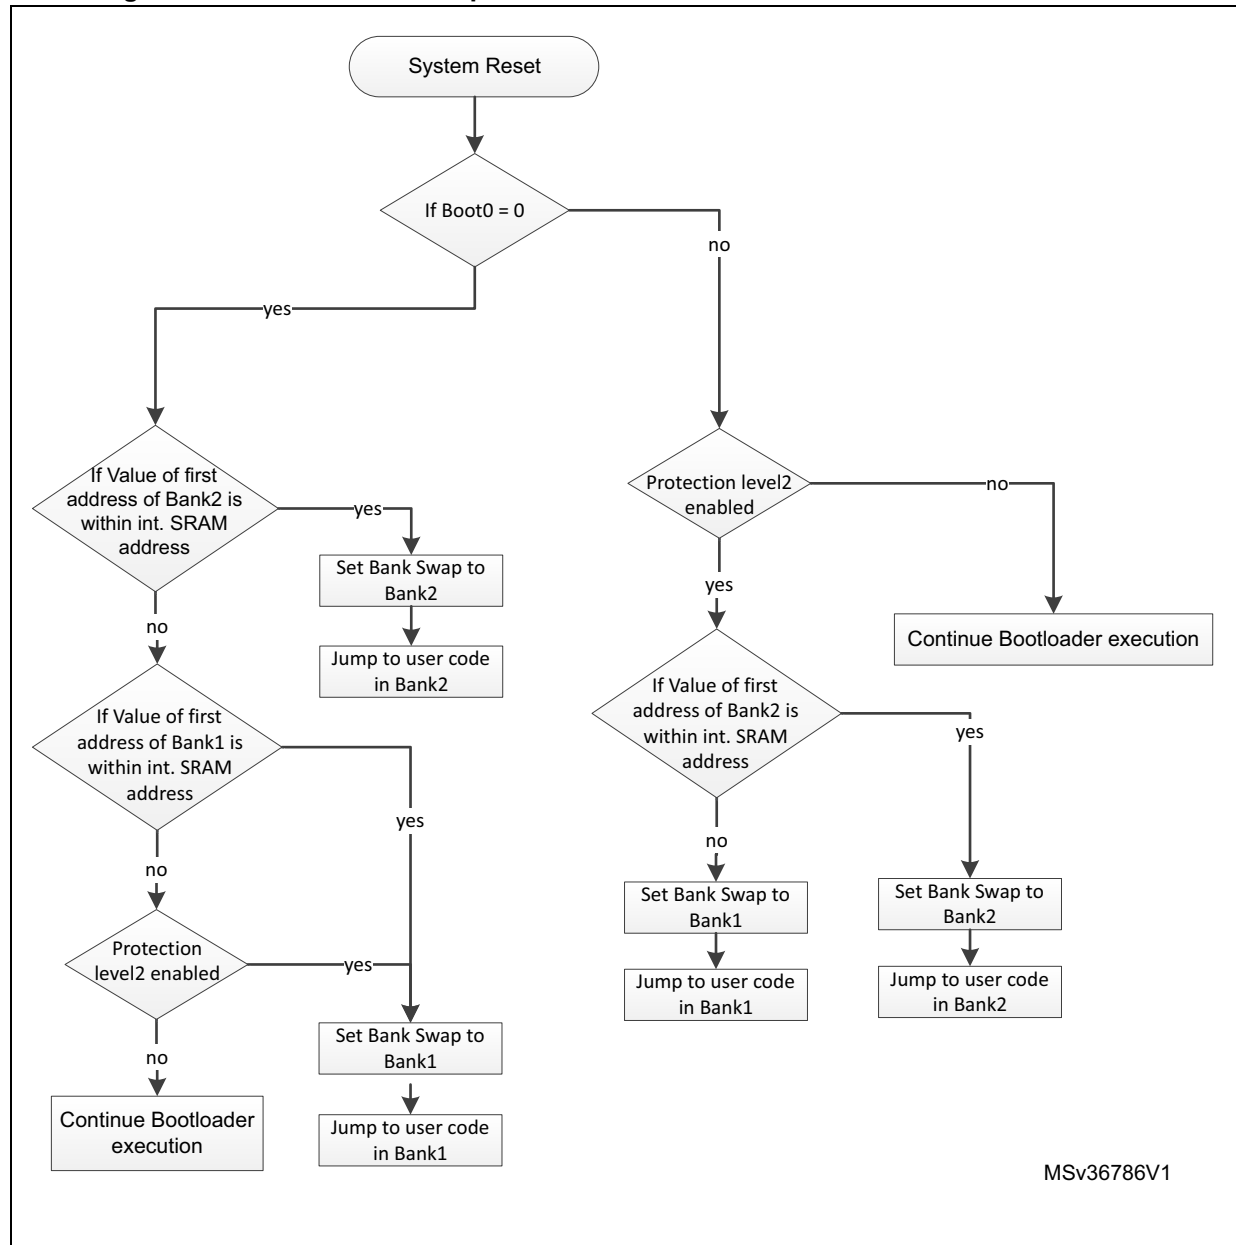 System Reset
If Boot0 = 0
no
yes
If Value of first
address of Bank2 is
within int. SRAM
address
yes
Set Bank Swap to
Bank2
Jump to user code
in Bank2
no
If Value of first
address of Bank1 is
within int. SRAM
address
yes
no
Protection
level2 enabled
yes
Set Bank Swap to
Bank1
Jump to user code
in Bank1
no
Continue Bootloader
execution
Protection level2
enabled
no
Continue Bootloader execution
yes
If Value of first
address of Bank2 is
within int. SRAM
address
yes
no
Set Bank Swap to
Bank1
Jump to user code
in Bank1
Set Bank Swap to
Bank2
Jump to user code
in Bank2
MSv36786V1